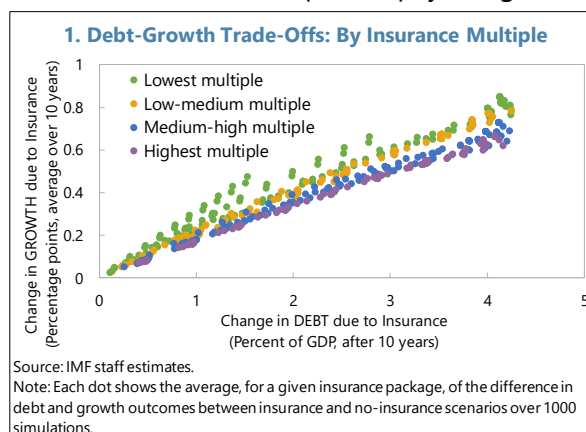 1. Debt-Growth Trade-Offs: By Insurance Multiple
Change in GROWTH due to Insurance
(Percentage points, average over 10 years)
1
0.8
0.6
0.4
0.2
0
Lowest multiple
Low-medium multiple
Medium-high multiple
Highest multiple
0 1 2 3 4 5
Change in DEBT due to Insurance
(Percent of GDP, after 10 years)
Source: IMF staff estimates.
Note: Each dot shows the average, for a given insurance package, of the difference in
debt and growth outcomes between insurance and no-insurance scenarios over 1000
simulations.